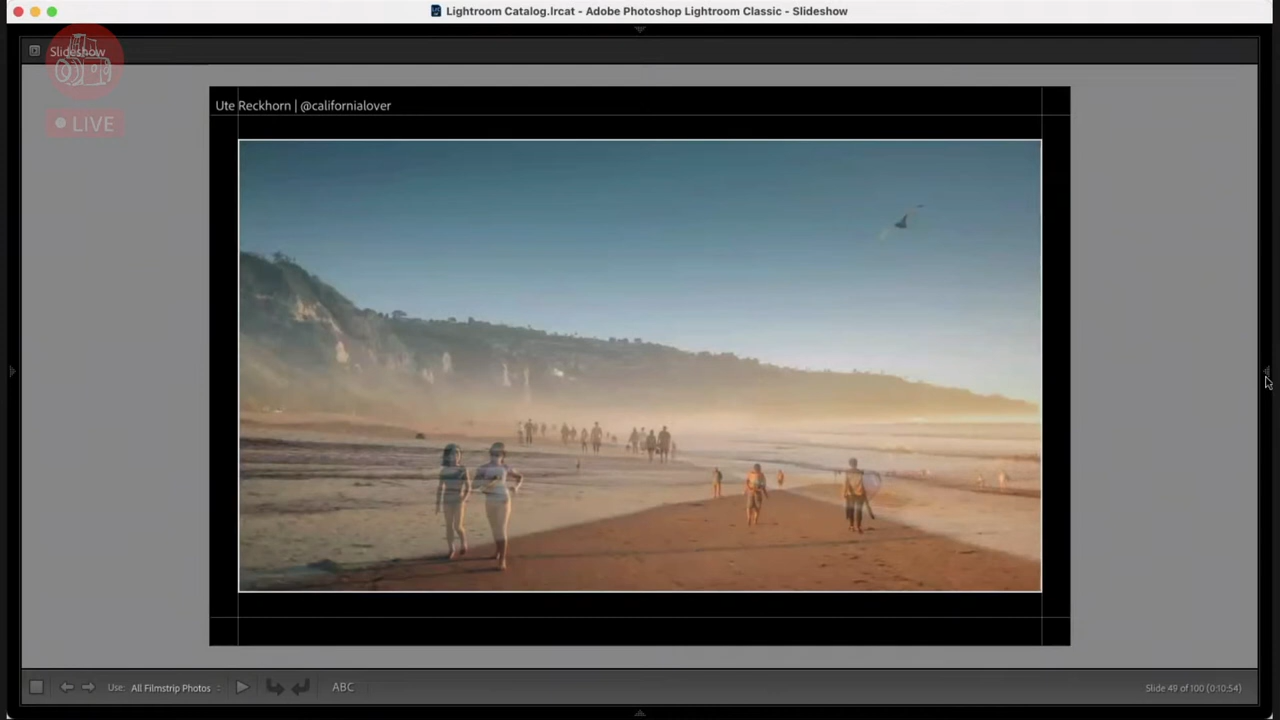 Lightroom Catalog.lrcat - Adobe Photoshop Lightroom Classic - Slideshow
Slideshow
LIVE
Ute Reckhorn | @californialover
Use: All Filmstrip Photos
ABC
Slide 49 of 100 (0:10:54)